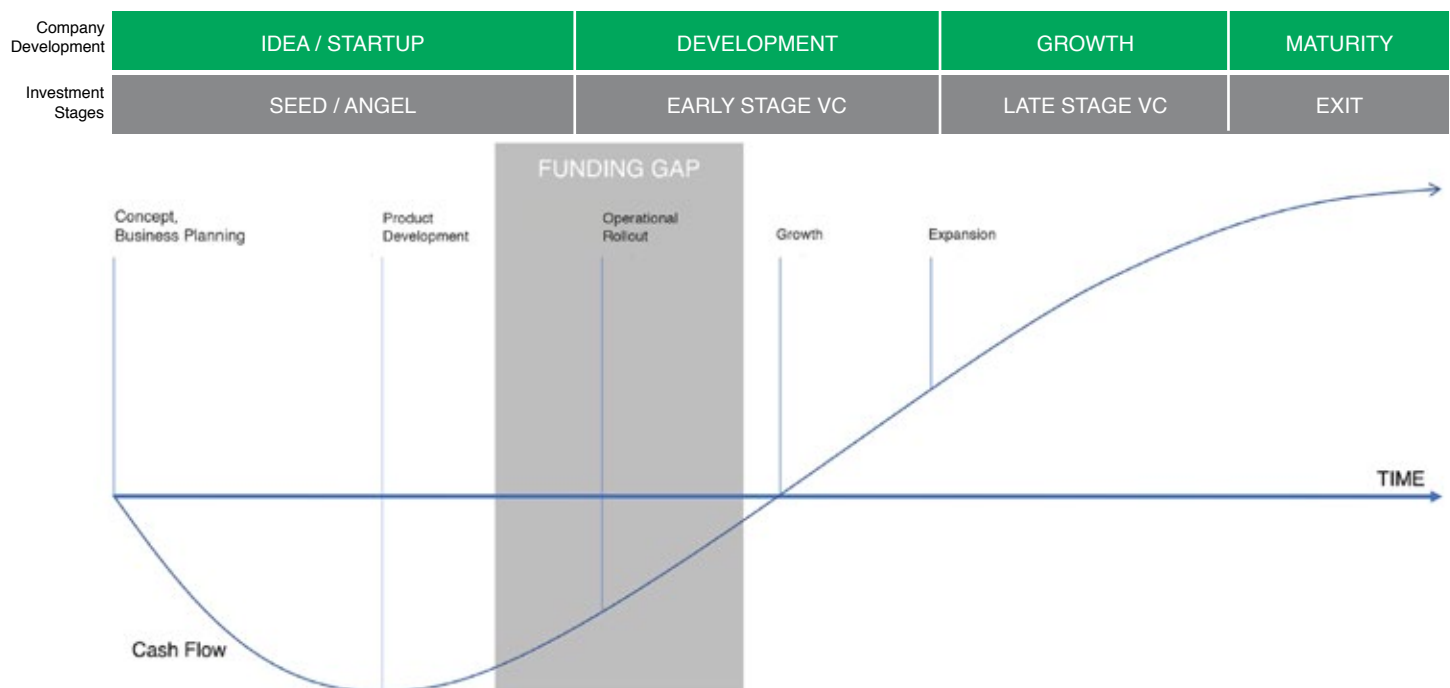 Company
Development
IDEA / STARTUP
DEVELOPMENT
GROWTH
MATURITY
Investment
Stages
SEED / ANGEL
EARLY STAGE VC
LATE STAGE VC
EXIT
FUNDING GAP
Concept,
Business Planning
Product
Development
Operational
Rollout
Growth
Expansion
TIME
Cash Flow